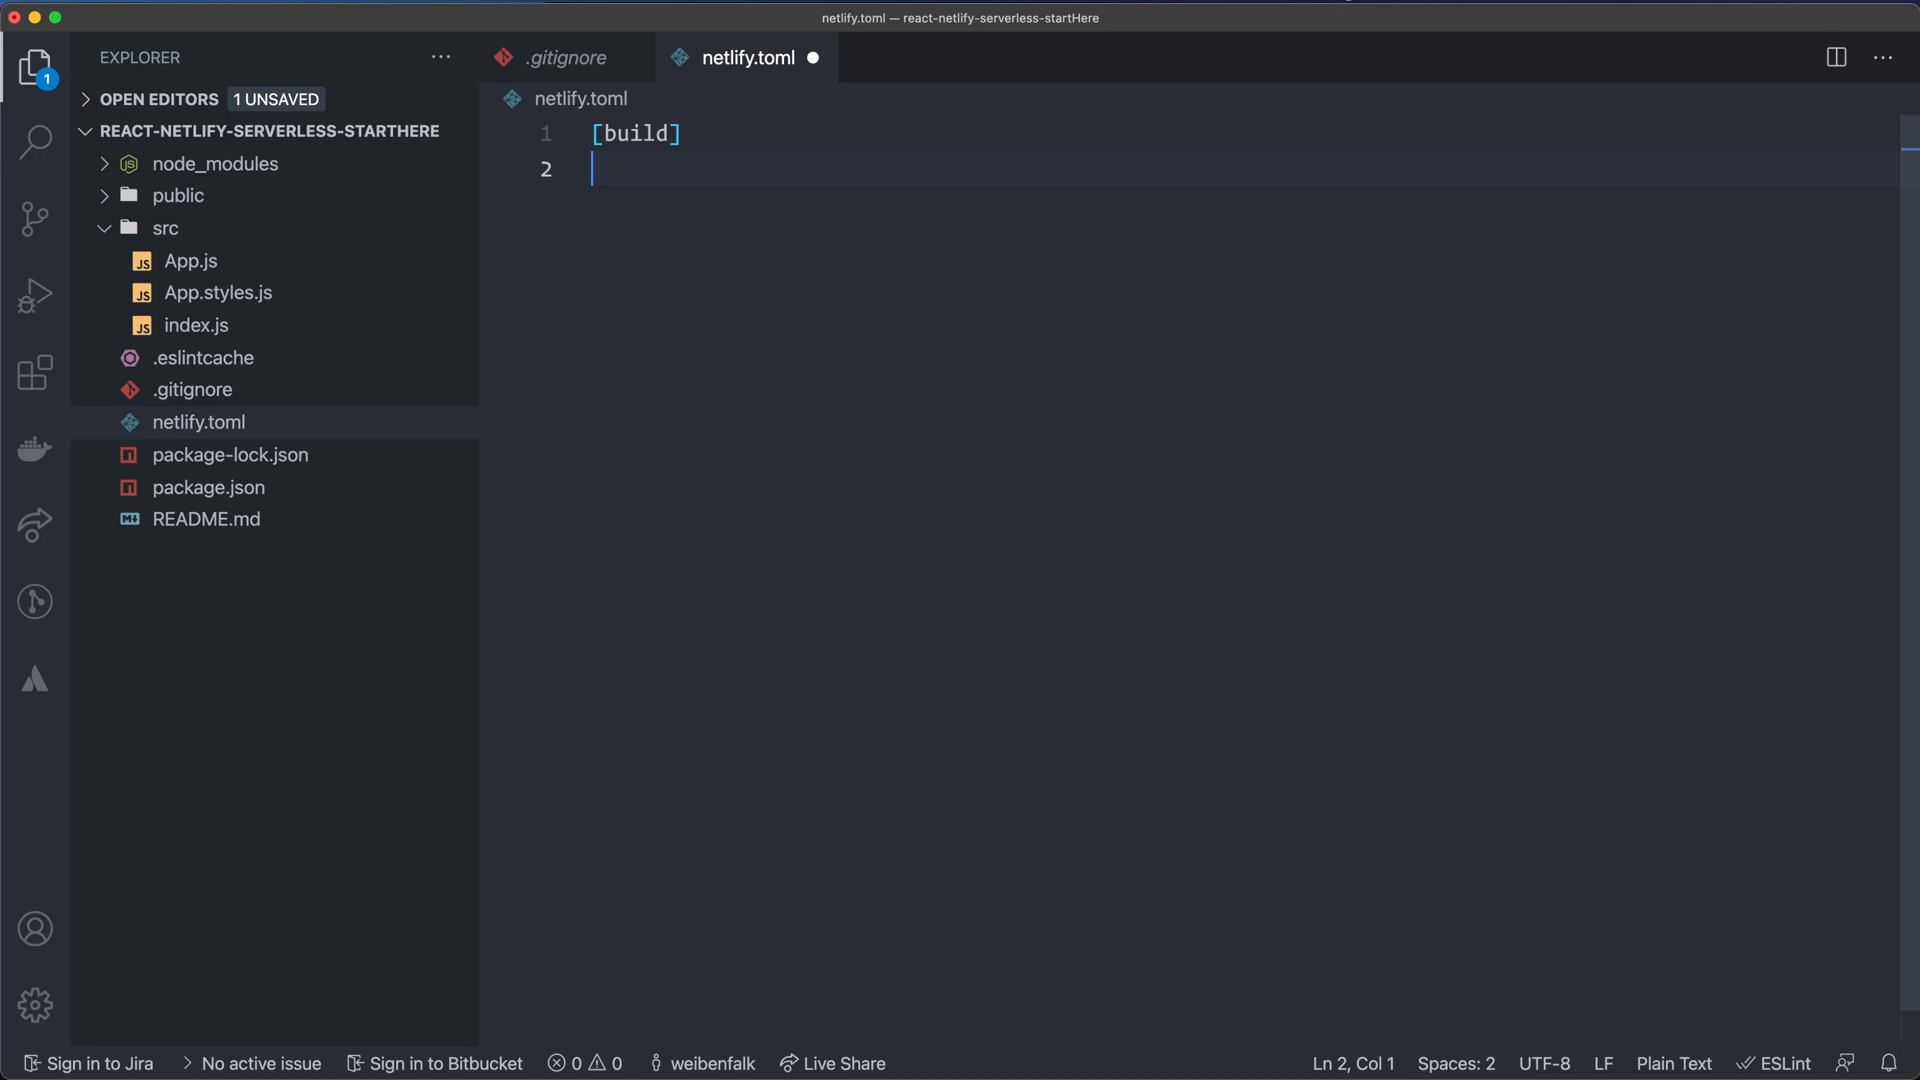 netlify.toml — react-netlify-serverless-startHere
EXPLORER
.gitignore
netlify.toml
1
OPEN EDITORS
1 UNSAVED
netlify.toml
REACT-NETLIFY-SERVERLESS-STARTHERE
1 [build]
2
node_modules
public
src
JS App.js
JS App.styles.js
JS index.js
.eslintcache
.gitignore
netlify.toml
package-lock.json
package.json
README.md
Sign in to Jira
No active issue
Sign in to Bitbucket
0
0
weibenfalk
Live Share
Ln 2, Col 1
Spaces: 2
UTF-8
LF
Plain Text
ESLint